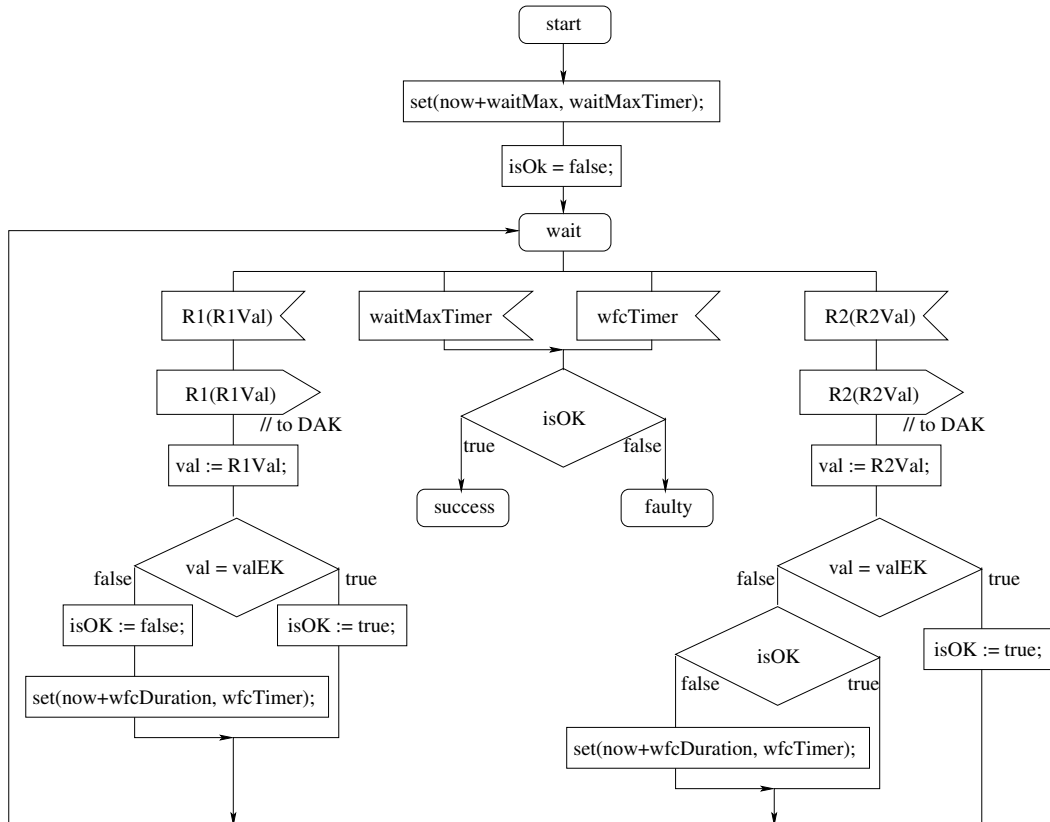 start
set(now+waitMax, waitMaxTimer);
isOk = false;
wait
R1(R1Val)
waitMaxTimer
wfcTimer
R2(R2Val)
R1(R1Val)
// to DAK
isOK
true
false
R2(R2Val)
// to DAK
val := R1Val;
val := R2Val;
success
faulty
val = valEK
false
true
val = valEK
false
true
isOK := false;
isOK := true;
isOK
false
true
isOK := true;
set(now+wfcDuration, wfcTimer);
set(now+wfcDuration, wfcTimer);